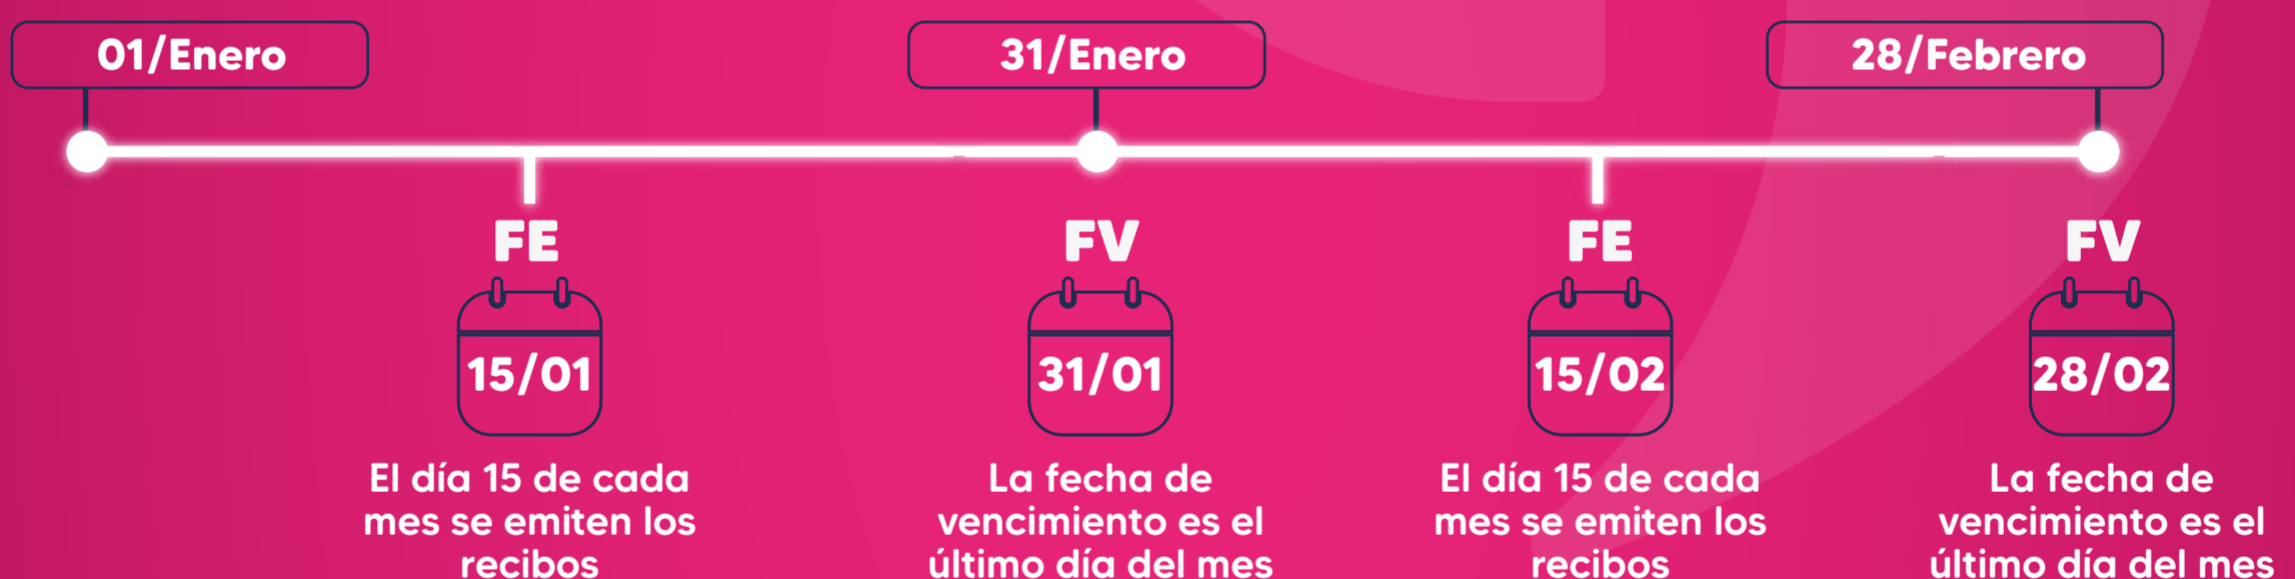 01/Enero
31/Enero
28/Febrero
FE
FV
FE
FV
15/01
31/01
15/02
28/02
El día 15 de cada
mes se emiten los
recibos
La fecha de
vencimiento es el
último día del mes
El día 15 de cada
mes se emiten los
recibos
La fecha de
vencimiento es el
último día del mes